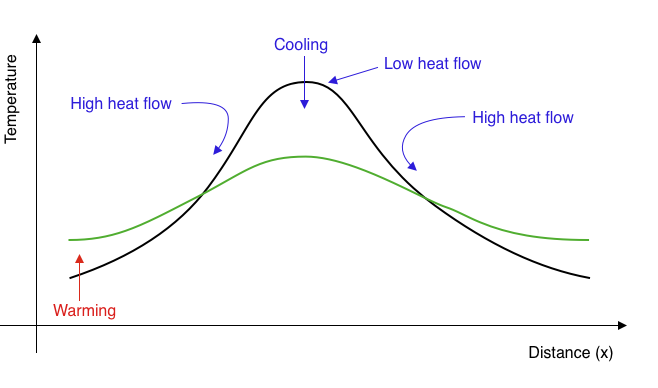 Cooling
Low heat flow
High heat flow
High heat flow
Temperature
Warming
Distance (x)